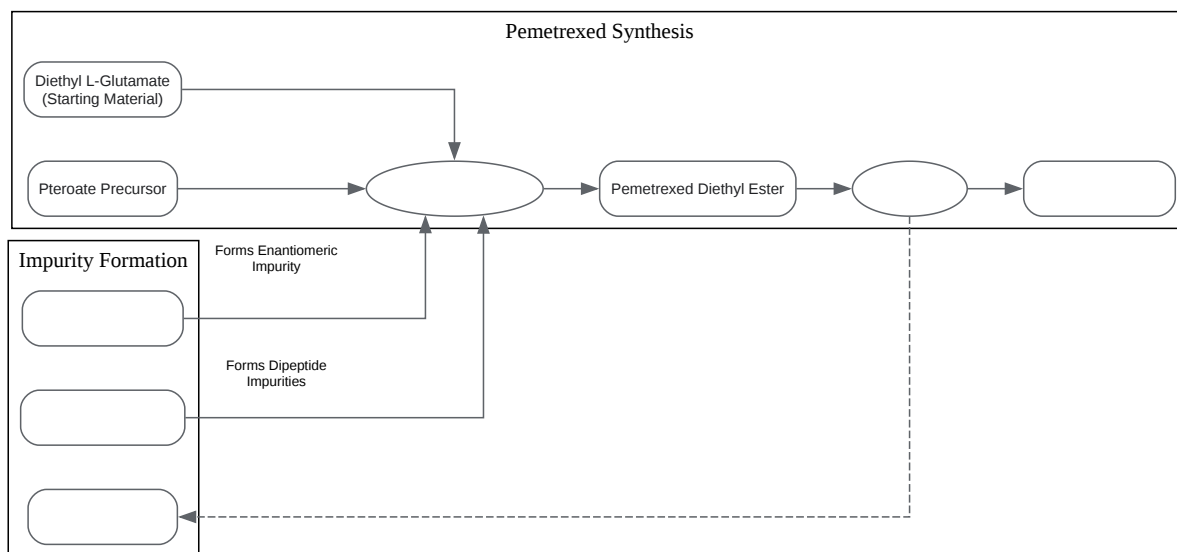 Pemetrexed Synthesis
Diethyl L-Glutamate
(Starting Material)
Pteroate Precursor
Pemetrexed Diethyl Ester
Impurity Formation
Forms Enantiomeric
Impurity
Forms Dipeptide
Impurities